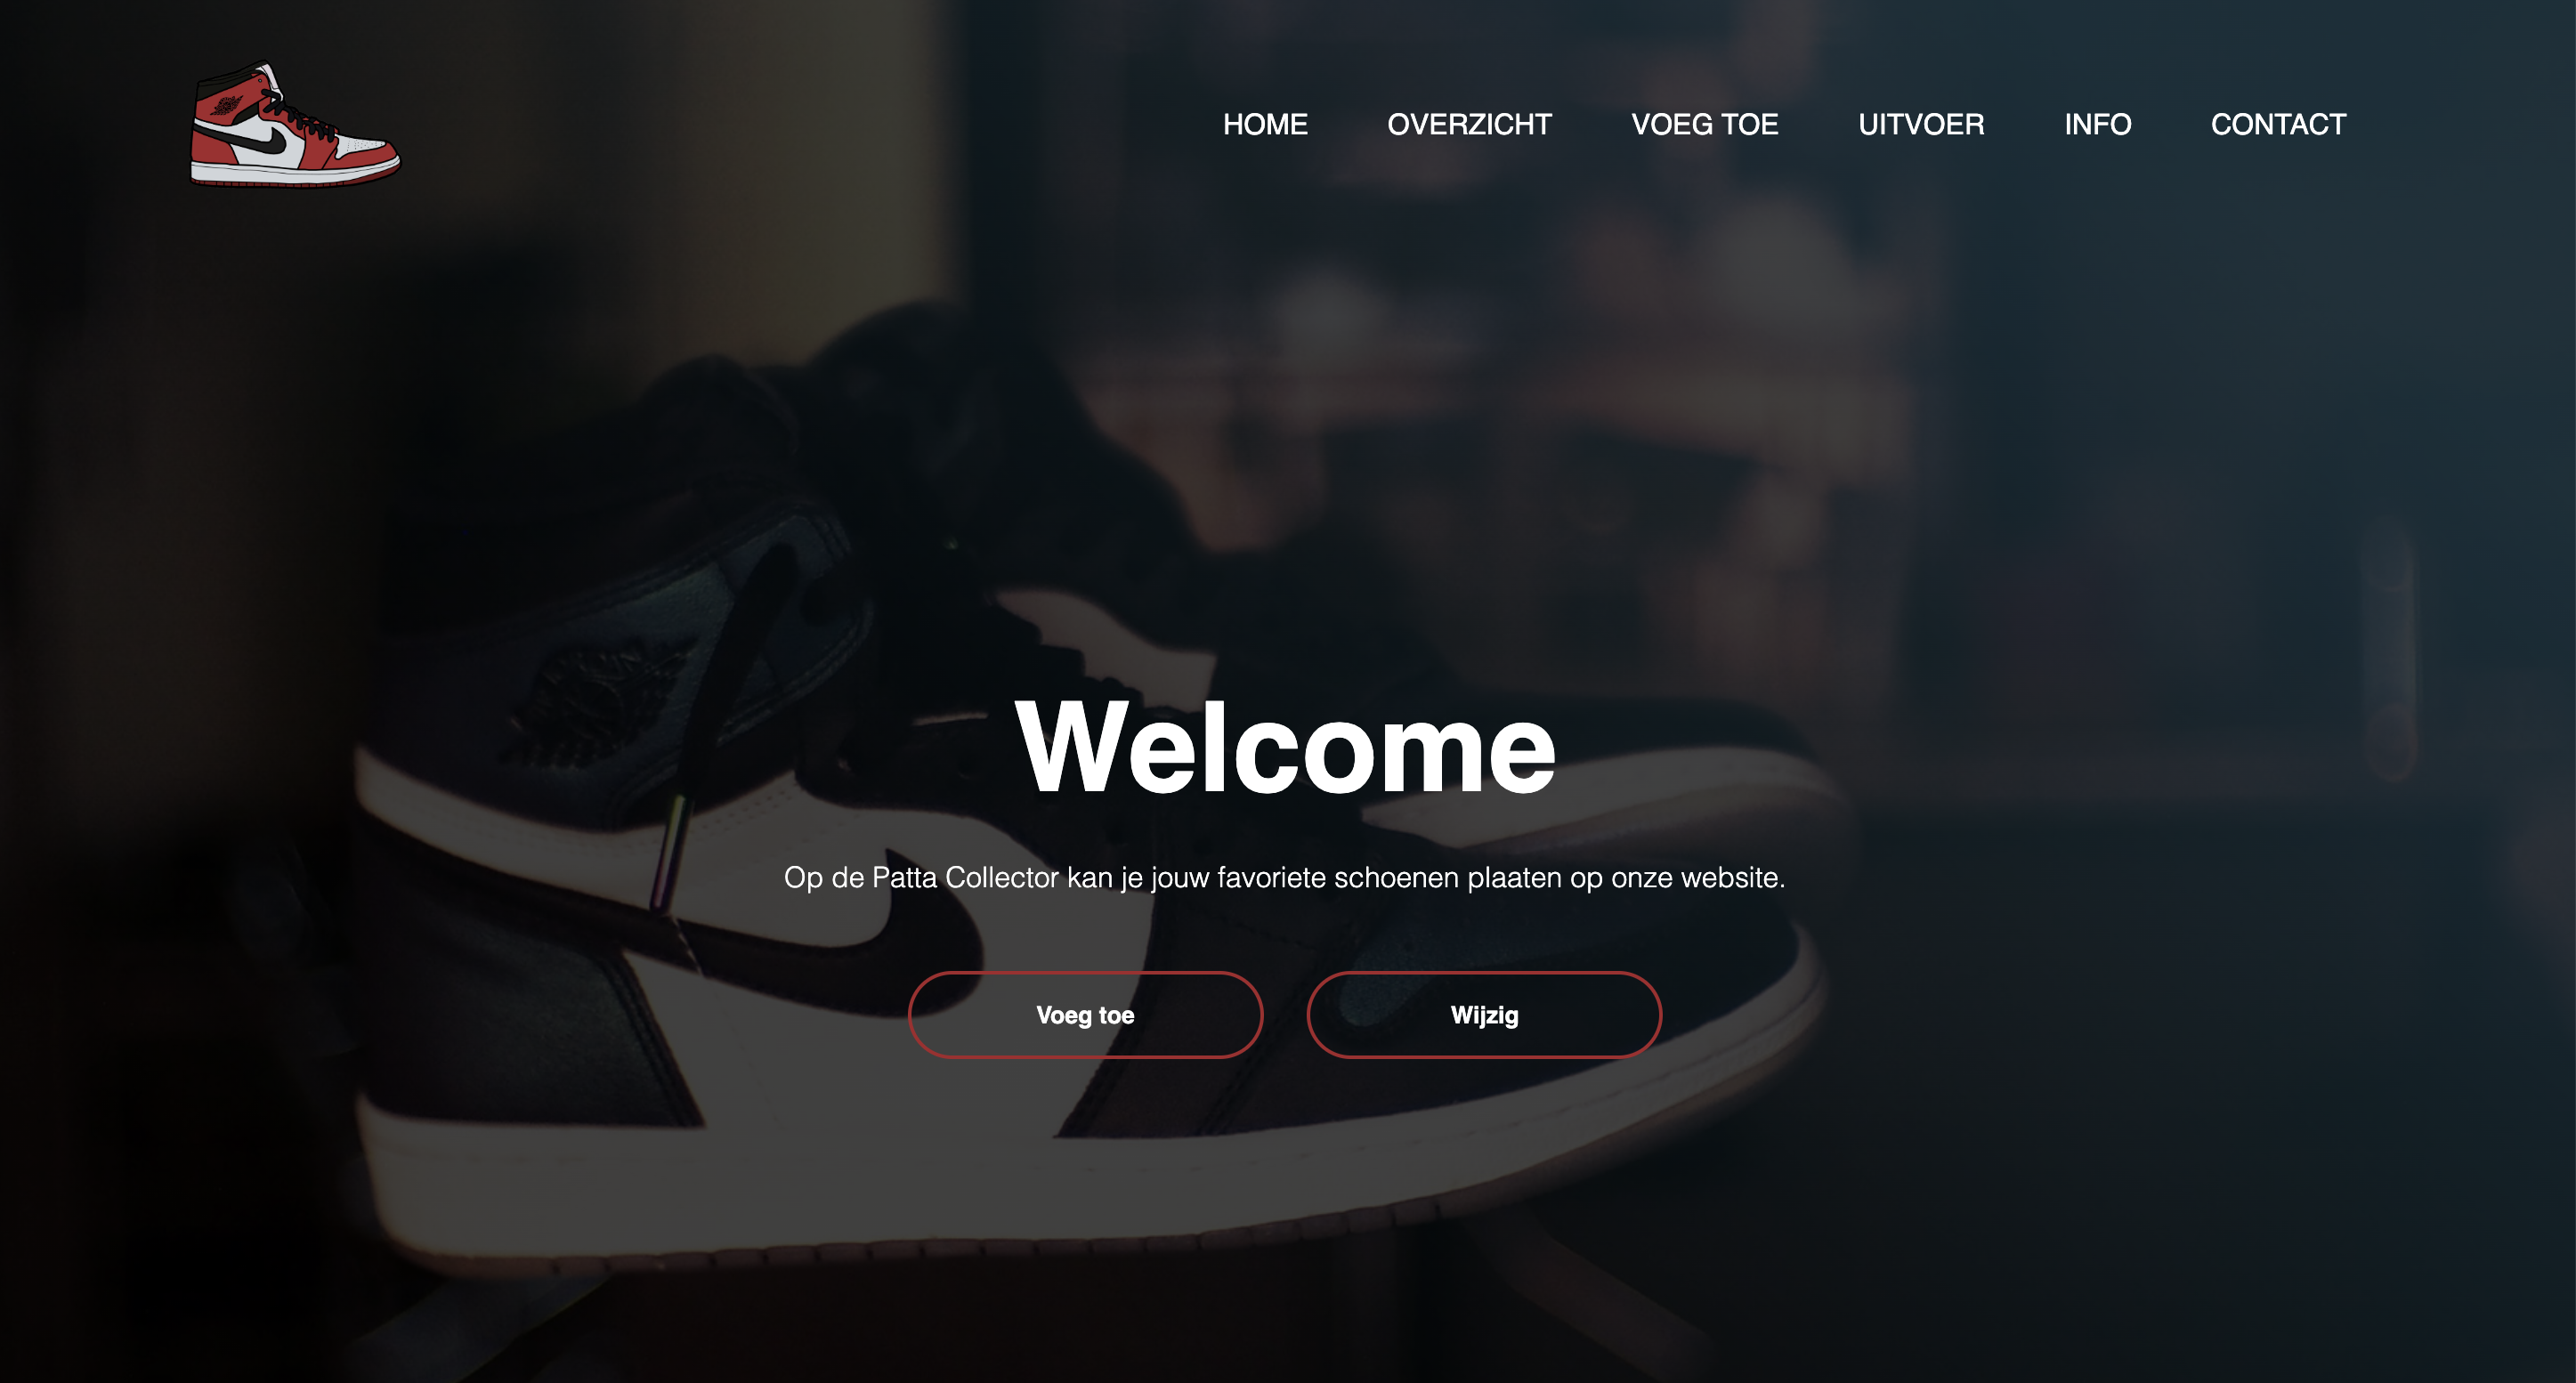 HOME OVERZICHT VOEG TOE UITVOER INFO CONTACT
Welcome
Op de Patta Collector kan je jouw favoriete schoenen plaaten op onze website.
Voeg toe Wijzig